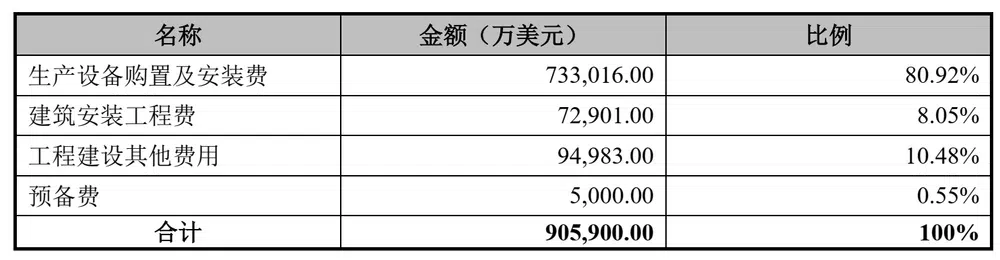 名称 金额（万美元） 比例
生产设备购置及安装费 733,016.00 80.92%
建筑安装工程费 72,901.00 8.05%
工程建设其他费用 94,983.00 10.48%
预备费 5,000.00 0.55%
合计 905,900.00 100%